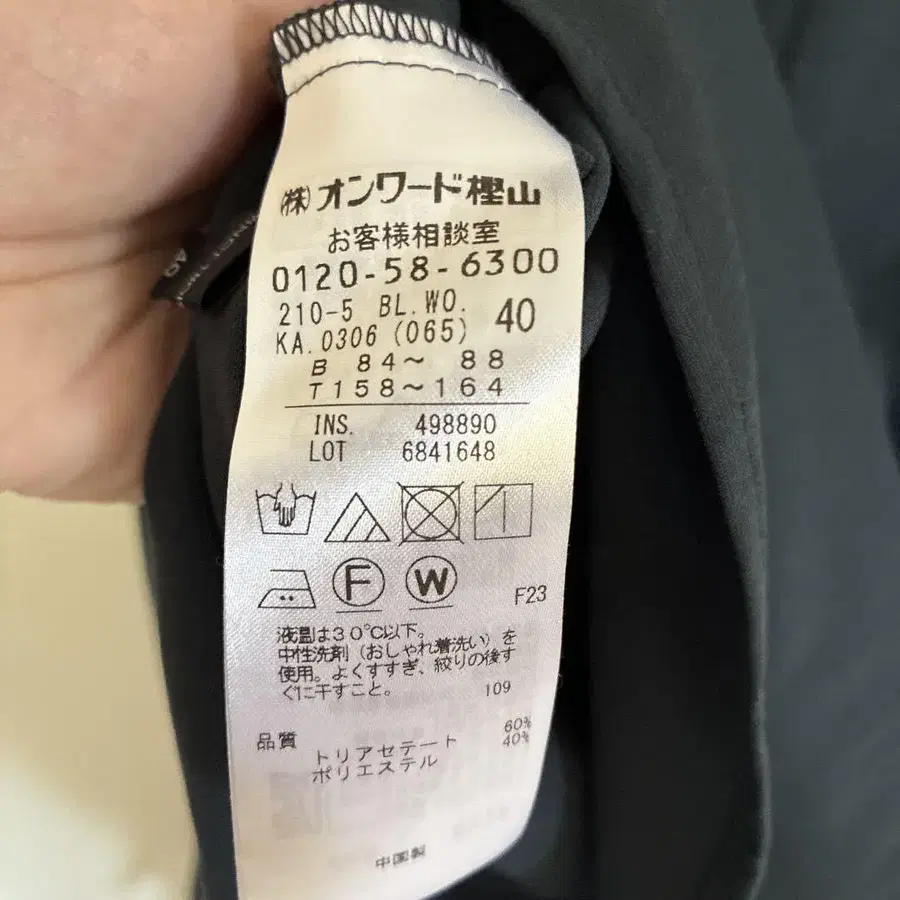 (株)オンワード樫山
お客様相談室
0120-58-6300
210-5 BL.WO. 40
KA.0306 (065)
B 84～ 88
T158～164
INS. 498890
LOT 6841648
F W F23
液温は30℃以下。
中性洗剤(おしゃれ着洗い)を
使用。よくすすぎ、絞りの後す
ぐに干すこと。 109
品質
トリアセテート 60%
ポリエステル 40%
中国製
40